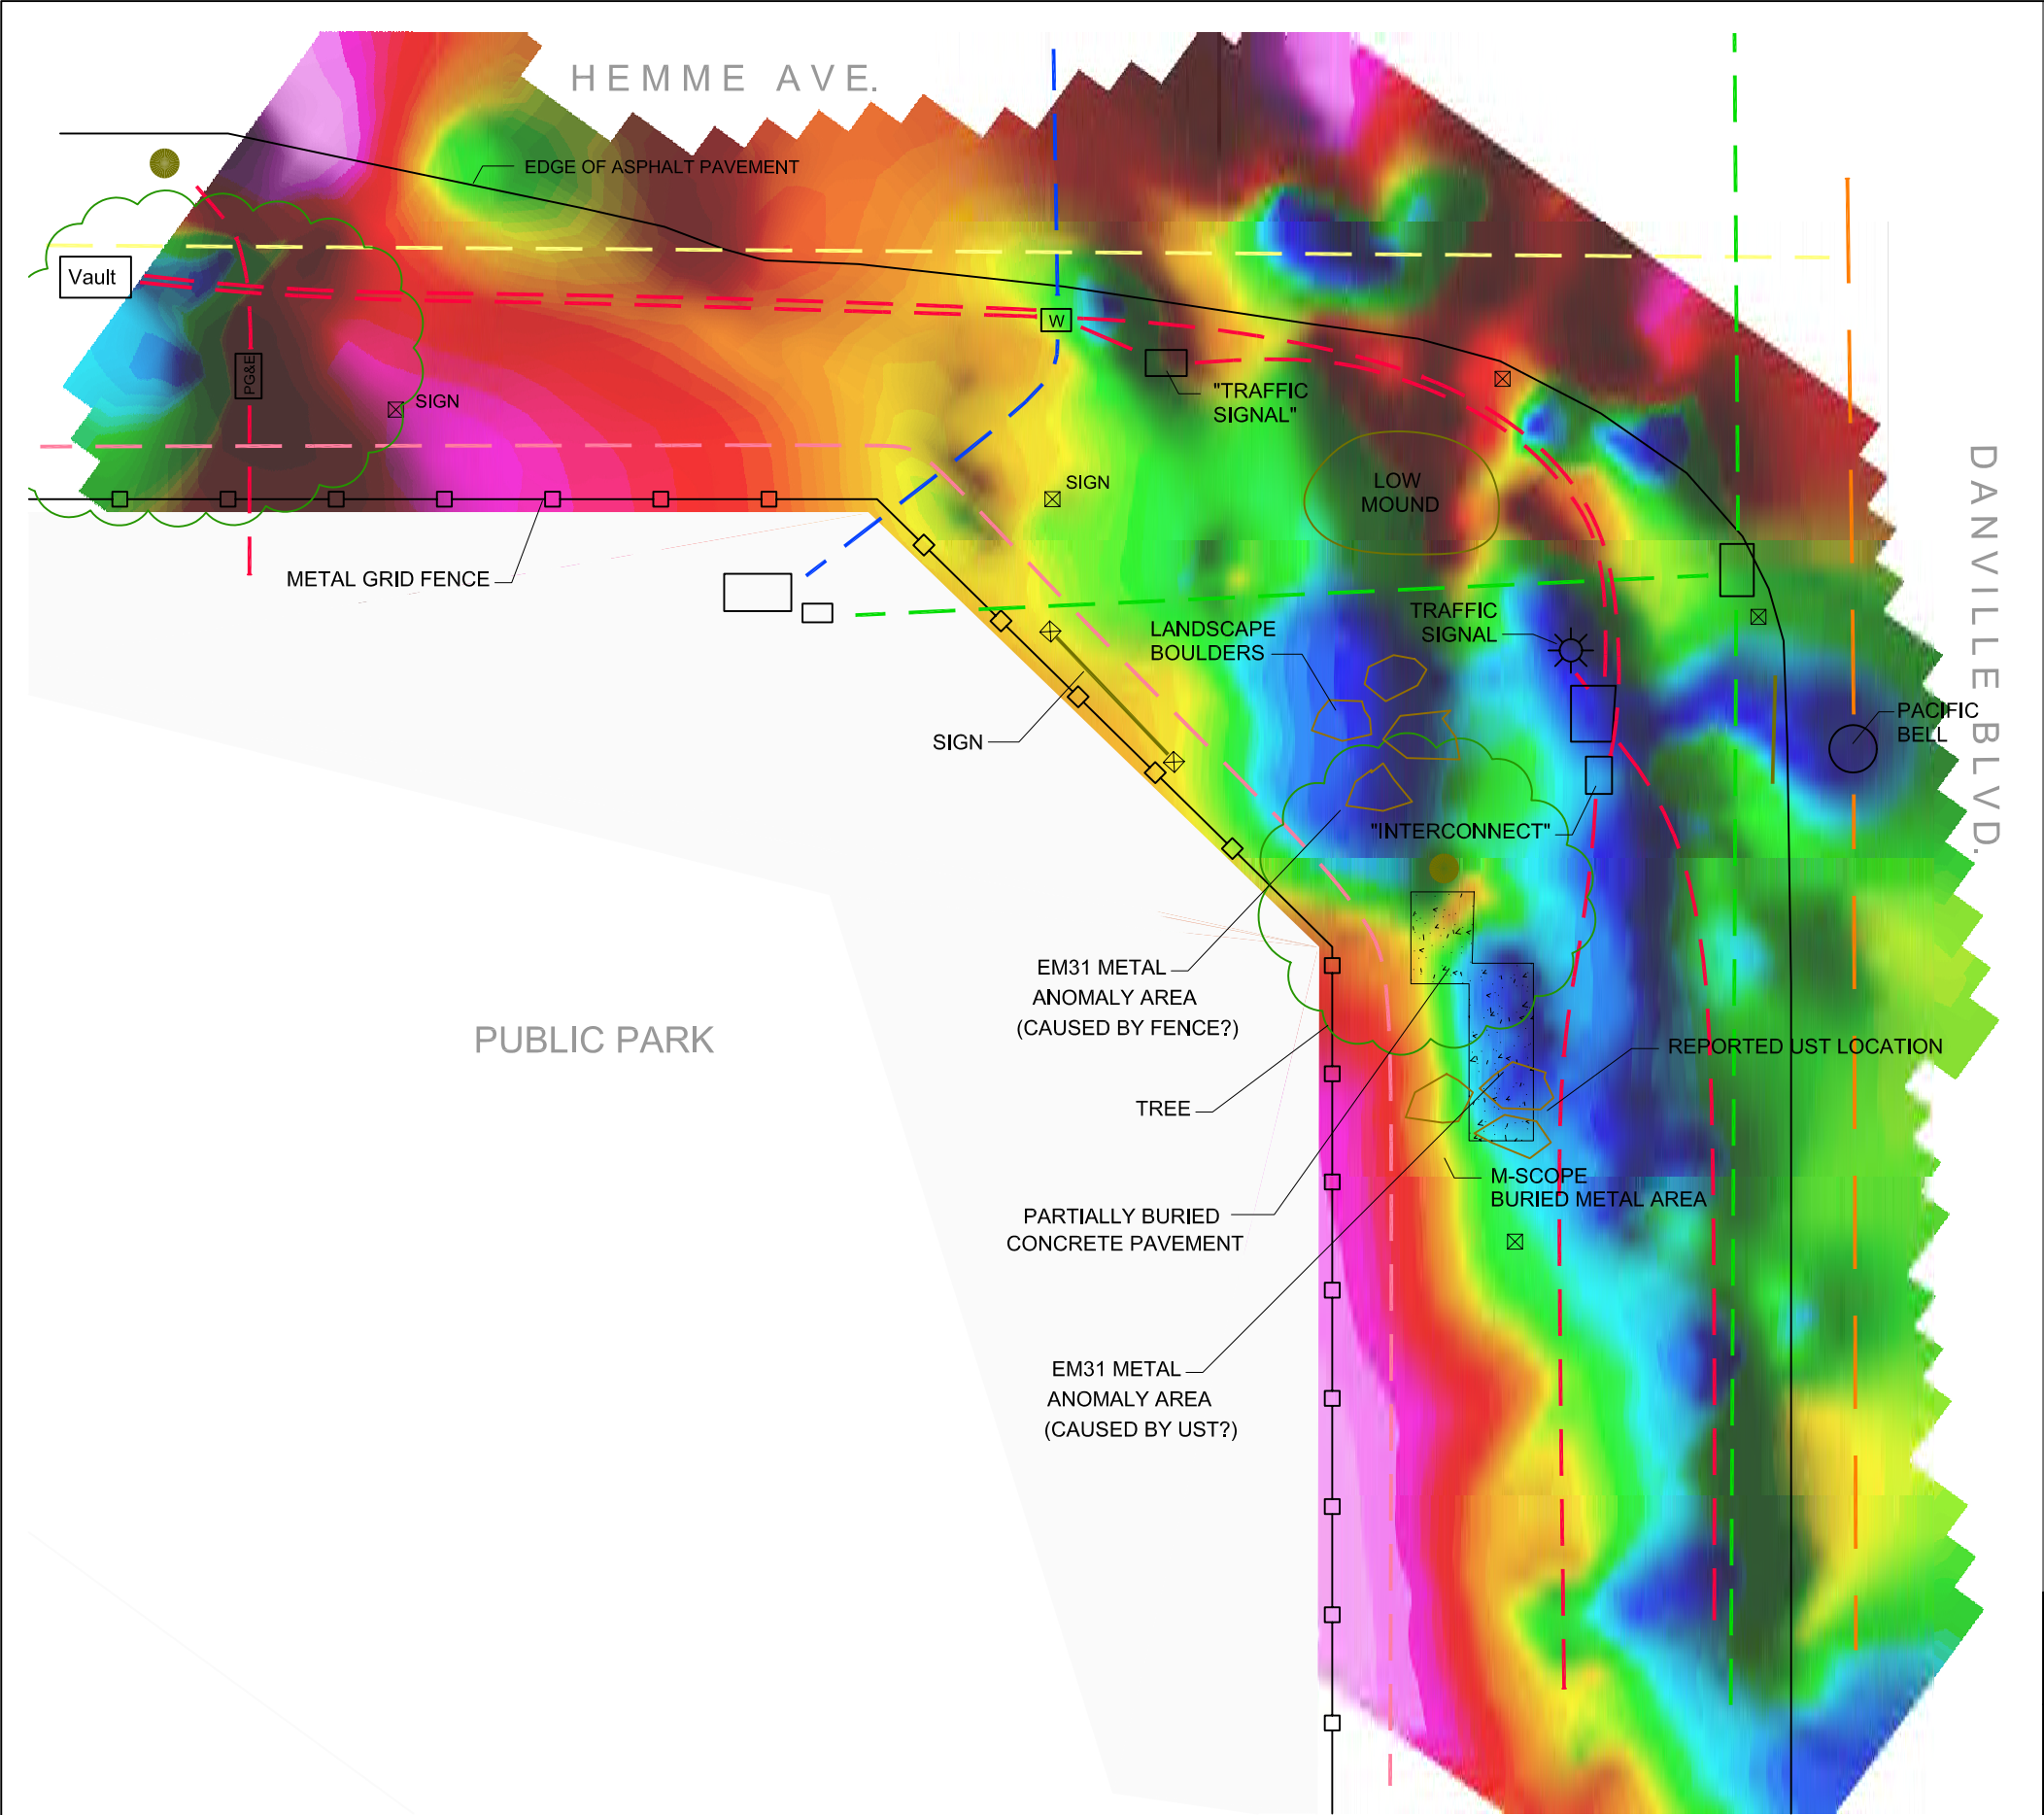 HEMME AVE.
EDGE OF ASPHALT PAVEMENT
Vault
W
PG&E
"TRAFFIC
SIGNAL"
SIGN
DANVILLE BLVD.
LOW
MOUND
SIGN
METAL GRID FENCE
TRAFFIC
SIGNAL
LANDSCAPE
BOULDERS
PACIFIC
BELL
SIGN
"INTERCONNECT"
EM31 METAL
ANOMALY AREA
(CAUSED BY FENCE?)
PUBLIC PARK
REPORTED UST LOCATION
TREE
M-SCOPE
BURIED METAL AREA
PARTIALLY BURIED
CONCRETE PAVEMENT
EM31 METAL
ANOMALY AREA
(CAUSED BY UST?)